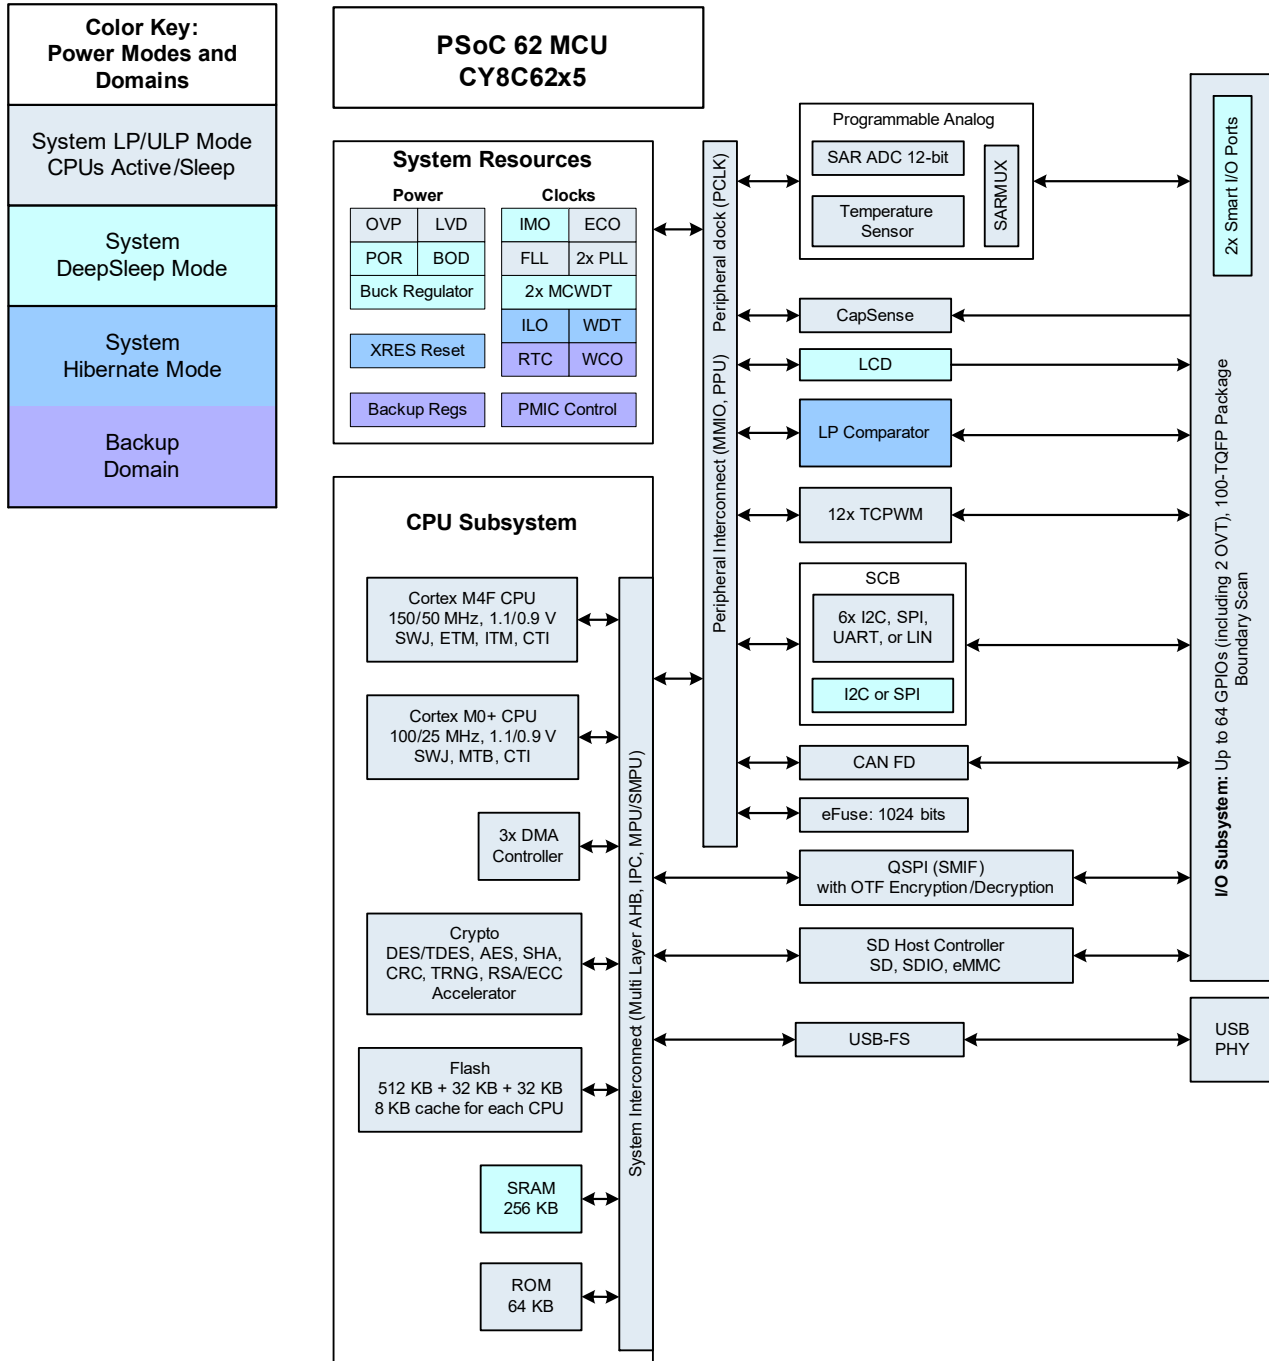 Color Key:
Power Modes and
Domains
System LP/ULP Mode
CPUs Active/Sleep
System
DeepSleep Mode
System
Hibernate Mode
Backup
Domain
PSoC 62 MCU
CY8C62x5
System Resources
Power
OVP
LVD
POR
BOD
Buck Regulator
XRES Reset
Backup Regs
Clocks
IMO
ECO
FLL
2x PLL
2x MCWDT
ILO
WDT
RTC
WCO
PMIC Control
CPU Subsystem
Cortex M4F CPU
150/50 MHz, 1.1/0.9 V
SWJ, ETM, ITM, CTI
Cortex M0+ CPU
100/25 MHz, 1.1/0.9 V
SWJ, MTB, CTI
3x DMA
Controller
Crypto
DES/TDES, AES, SHA,
CRC, TRNG, RSA/ECC
Accelerator
Flash
512 KB + 32 KB + 32 KB
8 KB cache for each CPU
SRAM
256 KB
ROM
64 KB
System Interconnect (Multi Layer AHB, IPC, MPU/SMPU)
Peripheral Interconnect (MMIO, PPU) Peripheral clock (PCLK)
Programmable Analog
SAR ADC 12-bit
Temperature
Sensor
SARMUX
CapSense
LCD
LP Comparator
12x TCPWM
SCB
6x I2C, SPI,
UART, or LIN
I2C or SPI
CAN FD
eFuse: 1024 bits
QSPI (SMIF)
with OTF Encryption/Decryption
SD Host Controller
SD, SDIO, eMMC
USB-FS
2x Smart I/O Ports
I/O Subsystem: Up to 64 GPIOs (including 2 OVT), 100-TQFP Package
Boundary Scan
USB
PHY